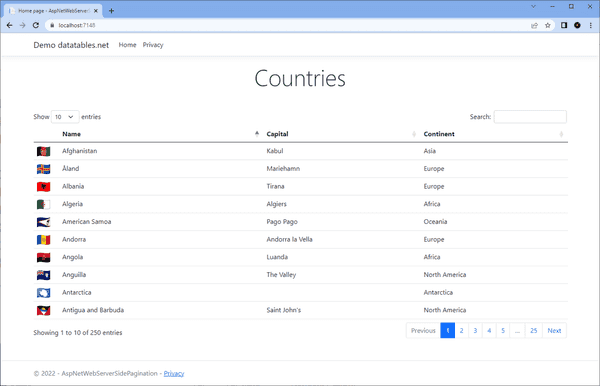 Home page - AspNetWebServerSi
localhost:7145
Demo datatables.net Home Privacy
Countries
Show 10 entries Search:
Name Capital Continent
Afghanistan Kabul Asia
Åland Mariehamn Europe
Albania Tirana Europe
Algeria Algiers Africa
American Samoa Pago Pago Oceania
Andorra Andorra la Vella Europe
Angola Luanda Africa
Anguilla The Valley North America
Antarctica Antarctica
Antigua and Barbuda Saint John's North America
Showing 1 to 10 of 250 entries Previous 1 2 3 4 5 ... 25 Next
© 2022 - AspNetWebServerSidePagination - Privacy